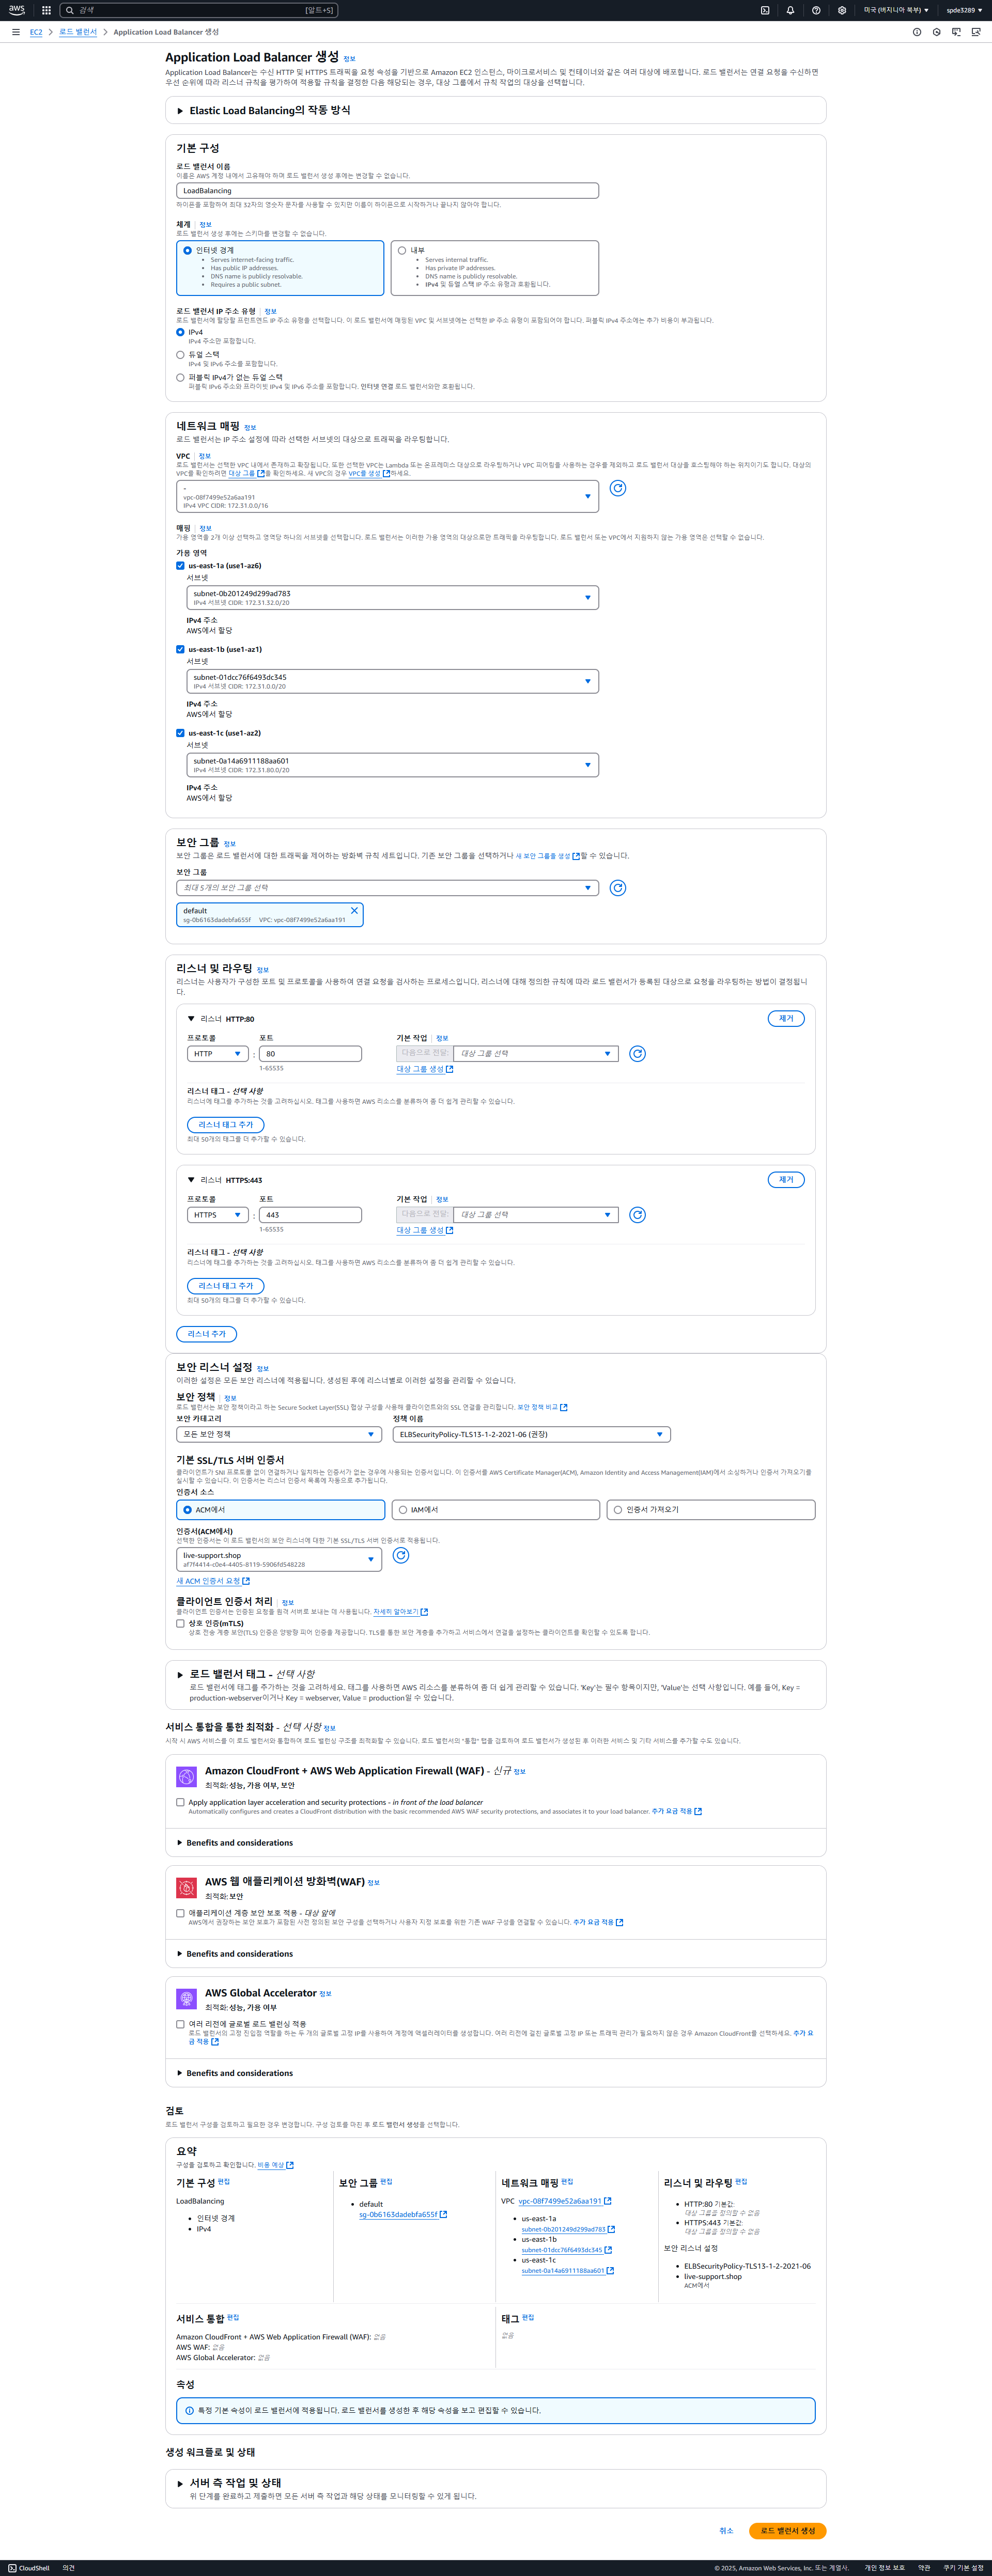 aws
검색
[알트+S]
미국 (버지니아 북부)
spde3289
EC2
로드 밸런서
Application Load Balancer 생성
Application Load Balancer 생성 정보
Application Load Balancer는 수신 HTTP 및 HTTPS 트래픽을 요청 속성을 기반으로 Amazon EC2 인스턴스, 마이크로서비스 및 컨테이너와 같은 여러 대상에 배포합니다. 로드 밸런서는 연결 요청을 수신하면
우선 순위에 따라 리스너 규칙을 평가하여 적용할 규칙을 결정한 다음 해당되는 경우, 대상 그룹에서 규칙 작업의 대상을 선택합니다.
Elastic Load Balancing의 작동 방식
기본 구성
로드 밸런서 이름
이름은 AWS 계정 내에서 고유해야 하며 로드 밸런서 생성 후에는 변경할 수 없습니다.
LoadBalancing
하이픈을 포함하여 최대 32자의 영숫자 문자를 사용할 수 있지만 이름이 하이픈으로 시작하거나 끝나지 않아야 합니다.
체계 정보
로드 밸런서 생성 후에는 스키마를 변경할 수 없습니다.
인터넷 경계
• Serves internet-facing traffic.
• Has public IP addresses.
• DNS name is publicly resolvable.
• Requires a public subnet.
내부
• Serves internal traffic.
• Has private IP addresses.
• DNS name is publicly resolvable.
• IPv4 및 듀얼 스택 IP 주소 유형과 호환됩니다.
로드 밸런서 IP 주소 유형 정보
로드 밸런서에 할당할 프런트엔드 IP 주소 유형을 선택합니다. 이 로드 밸런서에 매핑된 VPC 및 서브넷에는 선택한 IP 주소 유형이 포함되어야 합니다. 퍼블릭 IPv4 주소에는 추가 비용이 부과됩니다.
IPv4
IPv4 주소만 포함합니다.
듀얼 스택
IPv4 및 IPv6 주소를 포함합니다.
퍼블릭 IPv4가 없는 듀얼 스택
퍼블릭 IPv6 주소와 프라이빗 IPv4 및 IPv6 주소를 포함합니다. 인터넷 연결 로드 밸런서와만 호환됩니다.
네트워크 매핑 정보
로드 밸런서는 IP 주소 설정에 따라 선택한 서브넷의 대상으로 트래픽을 라우팅합니다.
VPC 정보
로드 밸런서는 선택한 VPC 내에서 존재하고 확장됩니다. 또한 선택한 VPC는 Lambda 또는 온프레미스 대상으로 라우팅하거나 VPC 피어링을 사용하는 경우를 제외하고 로드 밸런서 대상을 호스팅해야 하는 위치이기도 합니다. 대상의
VPC를 확인하려면 대상 그룹을 확인하세요. 새 VPC의 경우 VPC를 생성하세요.
-
vpc-08f7499e52a6aa191
IPv4 VPC CIDR: 172.31.0.0/16
매핑 정보
가용 영역을 2개 이상 선택하고 영역당 하나의 서브넷을 선택합니다. 로드 밸런서는 이러한 가용 영역의 대상으로만 트래픽을 라우팅합니다. 로드 밸런서 또는 VPC에서 지원하지 않는 가용 영역은 선택할 수 없습니다.
가용 영역
us-east-1a (use1-az6)
서브넷
subnet-0b201249d299ad783
IPv4 서브넷 CIDR: 172.31.32.0/20
IPv4 주소
AWS에서 할당
us-east-1b (use1-az1)
서브넷
subnet-01dcc76f6493dc345
IPv4 서브넷 CIDR: 172.31.0.0/20
IPv4 주소
AWS에서 할당
us-east-1c (use1-az2)
서브넷
subnet-0a14a6911188aa601
IPv4 서브넷 CIDR: 172.31.80.0/20
IPv4 주소
AWS에서 할당
보안 그룹 정보
보안 그룹은 로드 밸런서에 대한 트래픽을 제어하는 방화벽 규칙 세트입니다. 기존 보안 그룹을 선택하거나 새 보안 그룹을 생성할 수 있습니다.
보안 그룹
최대 5개의 보안 그룹 선택
default
sg-0b6163dadebfa655f VPC: vpc-08f7499e52a6aa191
리스너 및 라우팅 정보
리스너는 사용자가 구성한 포트 및 프로토콜을 사용하여 연결 요청을 검사하는 프로세스입니다. 리스너에 대해 정의한 규칙에 따라 로드 밸런서가 등록된 대상으로 요청을 라우팅하는 방법이 결정됩니
다.
리스너 HTTP:80
제거
프로토콜
포트
기본 작업 정보
HTTP
:
80
다음으로 전달:
대상 그룹 선택
1-65535
대상 그룹 생성
리스너 태그 - 선택 사항
리스너에 태그를 추가하는 것을 고려하십시오. 태그를 사용하면 AWS 리소스를 분류하여 좀 더 쉽게 관리할 수 있습니다.
리스너 태그 추가
최대 50개의 태그를 더 추가할 수 있습니다.
리스너 HTTPS:443
제거
프로토콜
포트
기본 작업 정보
HTTPS
:
443
다음으로 전달:
대상 그룹 선택
1-65535
대상 그룹 생성
리스너 태그 - 선택 사항
리스너에 태그를 추가하는 것을 고려하십시오. 태그를 사용하면 AWS 리소스를 분류하여 좀 더 쉽게 관리할 수 있습니다.
리스너 태그 추가
최대 50개의 태그를 더 추가할 수 있습니다.
리스너 추가
보안 리스너 설정 정보
이러한 설정은 모든 보안 리스너에 적용됩니다. 생성된 후에 리스너별로 이러한 설정을 관리할 수 있습니다.
보안 정책 정보
로드 밸런서는 보안 정책이라고 하는 Secure Socket Layer(SSL) 협상 구성을 사용해 클라이언트와의 SSL 연결을 관리합니다. 보안 정책 비교
보안 카테고리
정책 이름
모든 보안 정책
ELBSecurityPolicy-TLS13-1-2-2021-06 (권장)
기본 SSL/TLS 서버 인증서
클라이언트가 SNI 프로토콜 없이 연결하거나 일치하는 인증서가 없는 경우에 사용되는 인증서입니다. 이 인증서를 AWS Certificate Manager(ACM), Amazon Identity and Access Management(IAM)에서 소싱하거나 인증서 가져오기를
실시할 수 있습니다. 이 인증서는 리스너 인증서 목록에 자동으로 추가됩니다.
인증서 소스
ACM에서
IAM에서
인증서 가져오기
인증서(ACM에서)
선택한 인증서는 이 로드 밸런서의 보안 리스너에 대한 기본 SSL/TLS 서버 인증서로 적용됩니다.
live-support.shop
af7f4414-c0e4-4405-8119-5906fd548228
새 ACM 인증서 요청
클라이언트 인증서 처리 정보
클라이언트 인증서는 인증된 요청을 원격 서버로 보내는 데 사용됩니다. 자세히 알아보기
상호 인증(mTLS)
상호 전송 계층 보안(TLS) 인증은 양방향 피어 인증을 제공합니다. TLS를 통한 보안 계층을 추가하고 서비스에서 연결을 설정하는 클라이언트를 확인할 수 있도록 합니다.
로드 밸런서 태그 - 선택 사항
로드 밸런서에 태그를 추가하는 것을 고려하세요. 태그를 사용하면 AWS 리소스를 분류하여 좀 더 쉽게 관리할 수 있습니다. 'Key'는 필수 항목이지만, 'Value'는 선택 사항입니다. 예를 들어, Key =
production-webserver이거나 Key = webserver, Value = production일 수 있습니다.
서비스 통합을 통한 최적화 - 선택 사항 정보
시작 시 AWS 서비스를 이 로드 밸런서와 통합하여 로드 밸런싱 구조를 최적화할 수 있습니다. 로드 밸런서의 "통합" 탭을 검토하여 로드 밸런서가 생성된 후 이러한 서비스 및 기타 서비스를 추가할 수도 있습니다.
Amazon CloudFront + AWS Web Application Firewall (WAF) - 신규 정보
최적화: 성능, 가용 여부, 보안
Apply application layer acceleration and security protections - in front of the load balancer
Automatically configures and creates a CloudFront distribution with the basic recommended AWS WAF security protections, and associates it to your load balancer. 추가 요금 적용
Benefits and considerations
AWS 웹 애플리케이션 방화벽(WAF) 정보
최적화: 보안
애플리케이션 계층 보안 보호 적용 - 대상 앞에
AWS에서 권장하는 보안 보호가 포함된 사전 정의된 보안 구성을 선택하거나 사용자 지정 보호를 위한 기존 WAF 구성을 연결할 수 있습니다. 추가 요금 적용
Benefits and considerations
AWS Global Accelerator 정보
최적화: 성능, 가용 여부
여러 리전에 글로벌 로드 밸런싱 적용
로드 밸런서의 고정 진입점 역할을 하는 두 개의 글로벌 고정 IP를 사용하여 계정에 액셀러레이터를 생성합니다. 여러 리전에 걸친 글로벌 고정 IP 또는 트래픽 관리가 필요하지 않은 경우 Amazon CloudFront를 선택하세요. 추가 요
금 적용
Benefits and considerations
검토
로드 밸런서 구성을 검토하고 필요한 경우 변경합니다. 구성 검토를 마친 후 로드 밸런서 생성을 선택합니다.
요약
구성을 검토하고 확인합니다. 비용 예상
기본 구성 편집
LoadBalancing
• 인터넷 경계
• IPv4
보안 그룹 편집
• default
sg-0b6163dadebfa655f
네트워크 매핑 편집
VPC vpc-08f7499e52a6aa191
• us-east-1a
subnet-0b201249d299ad783
• us-east-1b
subnet-01dcc76f6493dc345
• us-east-1c
subnet-0a14a6911188aa601
리스너 및 라우팅 편집
• HTTP:80 기본값:
대상 그룹을 정의할 수 없음
• HTTPS:443 기본값:
대상 그룹을 정의할 수 없음
보안 리스너 설정
• ELBSecurityPolicy-TLS13-1-2-2021-06
• live-support.shop
ACM에서
서비스 통합 편집
Amazon CloudFront + AWS Web Application Firewall (WAF): 없음
AWS WAF: 없음
AWS Global Accelerator: 없음
태그 편집
없음
속성
특정 기본 속성이 로드 밸런서에 적용됩니다. 로드 밸런서를 생성한 후 해당 속성을 보고 편집할 수 있습니다.
생성 워크플로 및 상태
서버 측 작업 및 상태
위 단계를 완료하고 제출하면 모든 서버 측 작업과 해당 상태를 모니터링할 수 있게 됩니다.
취소
로드 밸런서 생성
CloudShell
의견
© 2025, Amazon Web Services, Inc. 또는 계열사.
개인 정보 보호
약관
쿠키 기본 설정